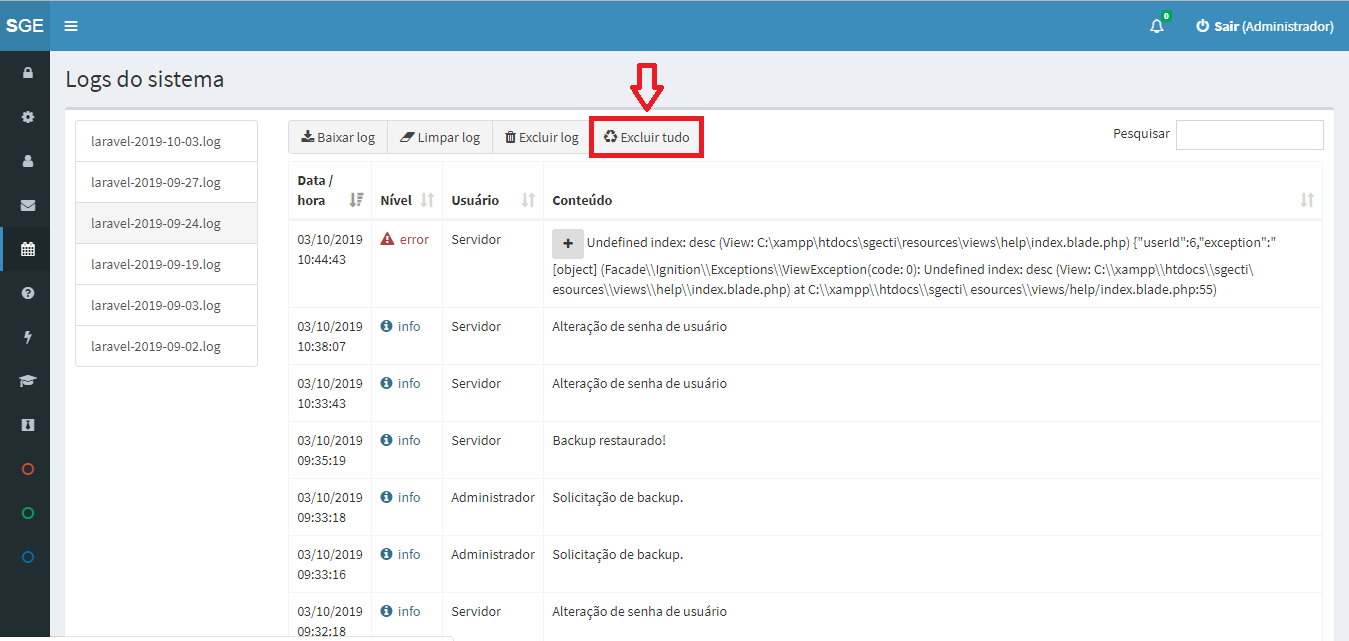 SGE
0
Sair (Administrador)
Logs do sistema
laravel-2019-10-03.log
laravel-2019-09-27.log
laravel-2019-09-24.log
laravel-2019-09-19.log
laravel-2019-09-03.log
laravel-2019-09-02.log
Baixar log Limpar log Excluir log Excluir tudo
Pesquisar
Data /
hora Nível Usuário Conteúdo
03/10/2019 error Servidor + Undefined index: desc (View: C:\xampp\htdocs\sgecti\resources\views\help\index.blade.php) {"userId":6,"exception":"
10:44:43 [object] (Facade\\Ignition\\Exceptions\\ViewException(code: 0): Undefined index: desc (View: C:\\xampp\\htdocs\\sgecti\
esources\\views\\help\\index.blade.php) at C:\\xampp\\htdocs\\sgecti\ esources\\views/help/index.blade.php:55)
03/10/2019 info Servidor Alteração de senha de usuário
10:38:07
03/10/2019 info Servidor Alteração de senha de usuário
10:33:43
03/10/2019 info Servidor Backup restaurado!
09:35:19
03/10/2019 info Administrador Solicitação de backup.
09:33:18
03/10/2019 info Administrador Solicitação de backup.
09:33:16
03/10/2019 info Servidor Alteração de senha de usuário
09:32:18